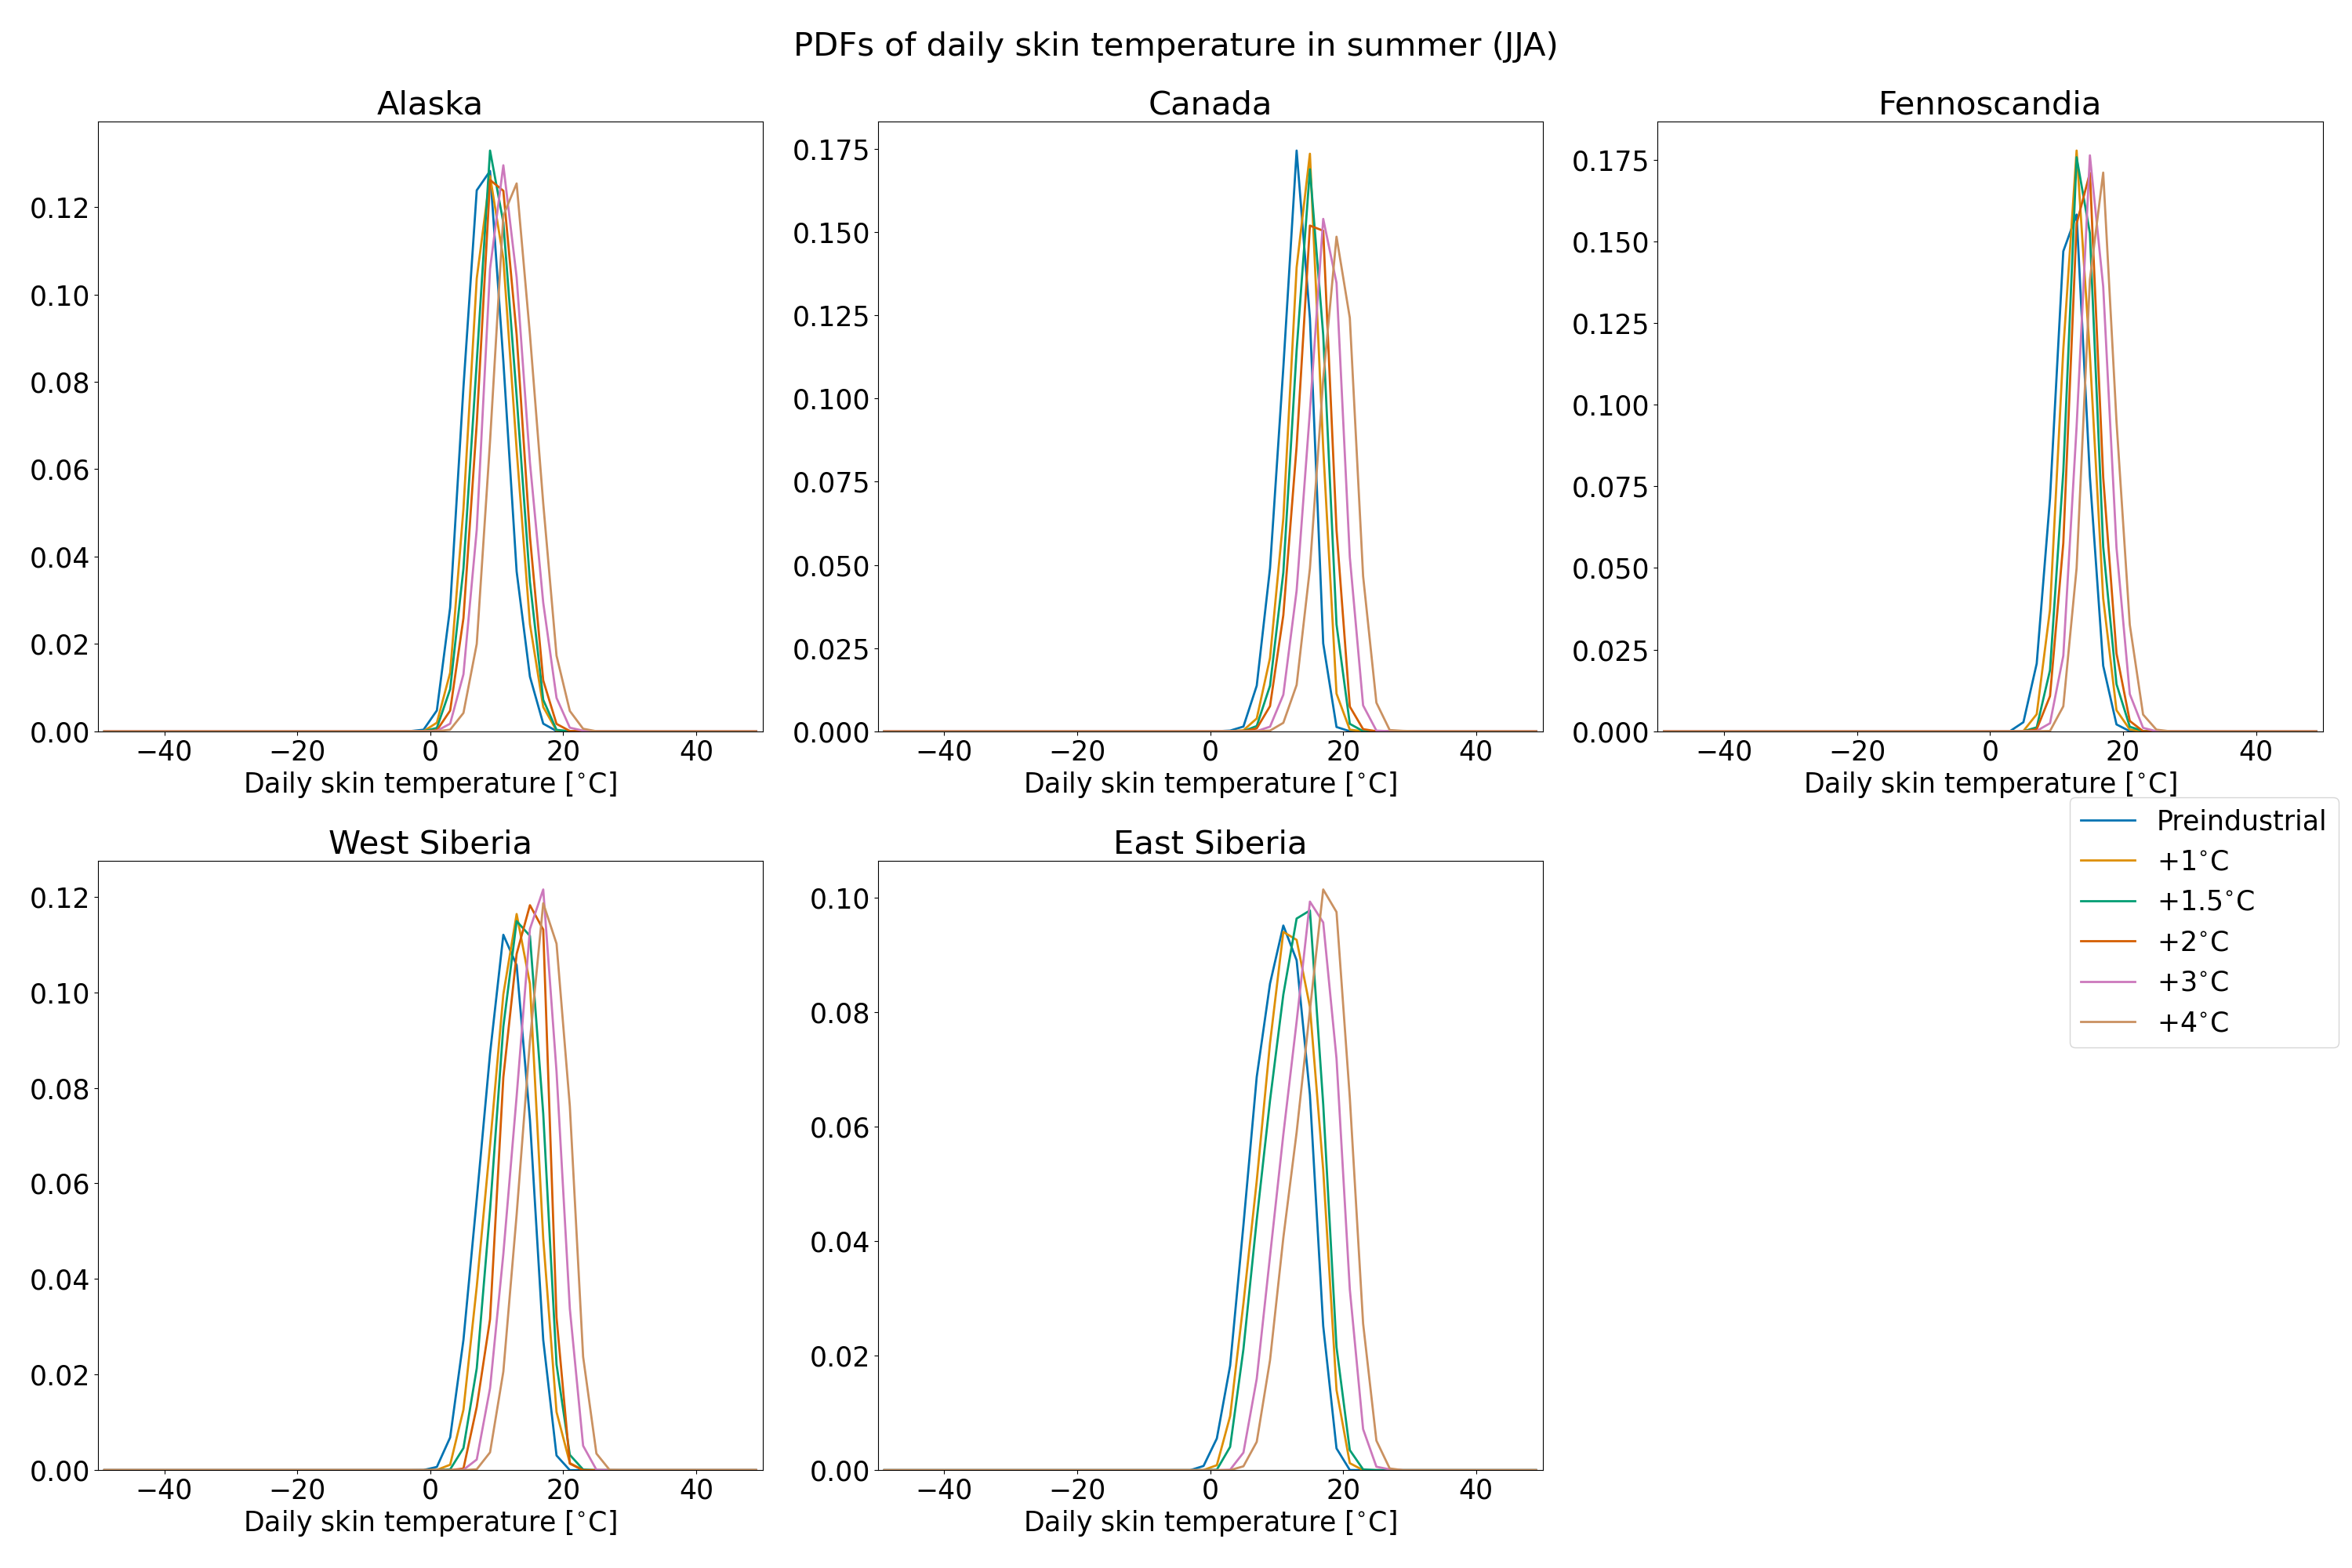 PDFs of daily skin temperature in summer (JJA)
Alaska
0.12
0.10
0.08
0.06
0.04
0.02
0.00
−40 −20 0 20 40
Daily skin temperature [°C]
Canada
0.175
0.150
0.125
0.100
0.075
0.050
0.025
0.000
−40 −20 0 20 40
Daily skin temperature [°C]
Fennoscandia
0.175
0.150
0.125
0.100
0.075
0.050
0.025
0.000
−40 −20 0 20 40
Daily skin temperature [°C]
Preindustrial
+1°C
+1.5°C
+2°C
+3°C
+4°C
West Siberia
0.12
0.10
0.08
0.06
0.04
0.02
0.00
−40 −20 0 20 40
Daily skin temperature [°C]
East Siberia
0.10
0.08
0.06
0.04
0.02
0.00
−40 −20 0 20 40
Daily skin temperature [°C]